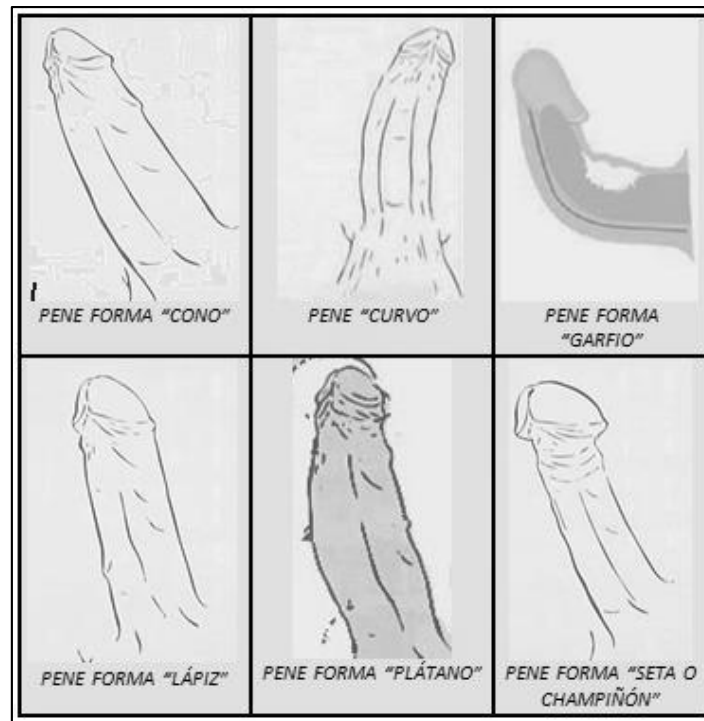 PENE FORMA “CONO”
PENE “CURVO”
PENE FORMA
“GARFIO”
PENE FORMA “LÁPIZ”
PENE FORMA “PLÁTANO”
PENE FORMA “SETA O
CHAMPIÑÓN”